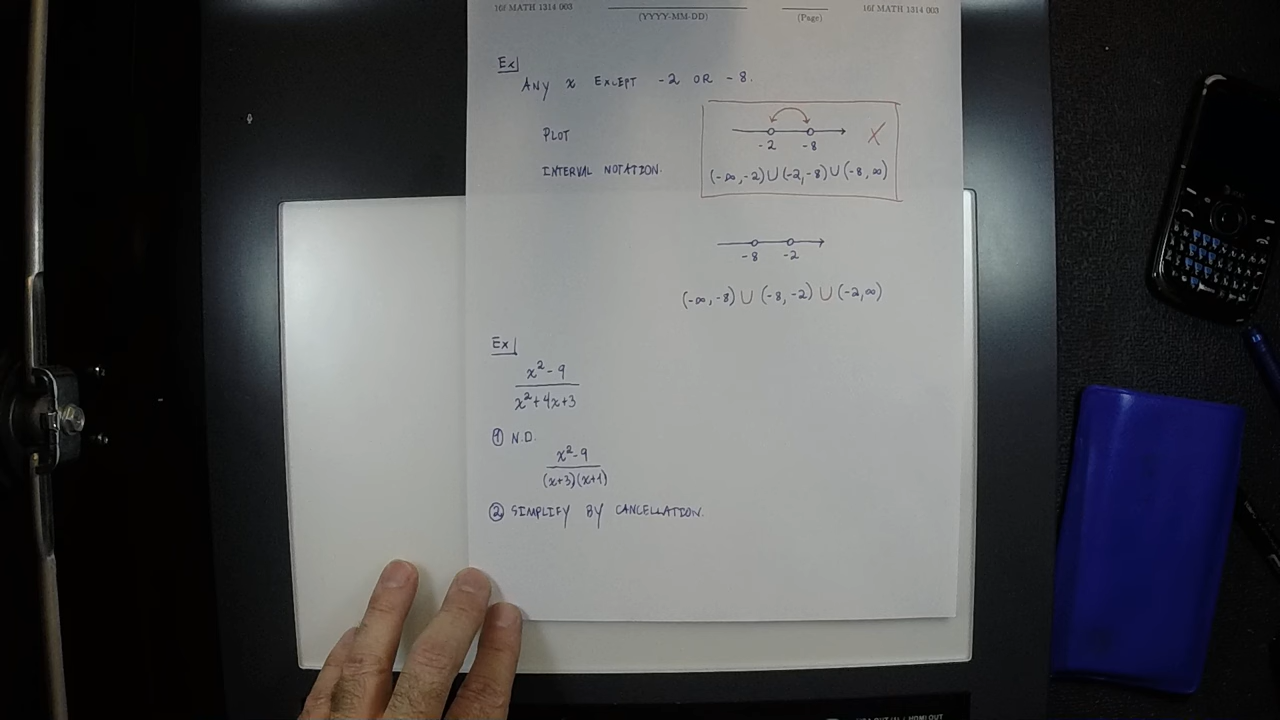 16f MATH 1314 003 (YYYY-MM-DD) (Page) 16f MATH 1314 003
Ex
ANY x EXCEPT -2 OR -8.
PLOT
-2 -8 X
INTERVAL NOTATION. (-∞,-2)∪(-2,-8)∪(-8,∞)
-8 -2
(-∞,-8)∪(-8,-2)∪(-2,∞)
Ex
x²-9
x²+4x+3
① N.D.
x²-9
(x+3)(x+1)
② SIMPLIFY BY CANCELLATION.